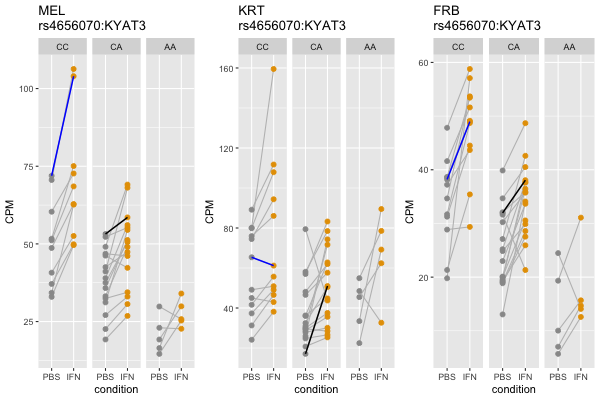 MEL
rs4656070:KYAT3
CC CA AA
CPM
100
75
50
25
PBS IFN PBS IFN PBS IFN
condition
KRT
rs4656070:KYAT3
CC CA AA
CPM
160
120
80
40
PBS IFN PBS IFN PBS IFN
condition
FRB
rs4656070:KYAT3
CC CA AA
CPM
60
40
20
PBS IFN PBS IFN PBS IFN
condition